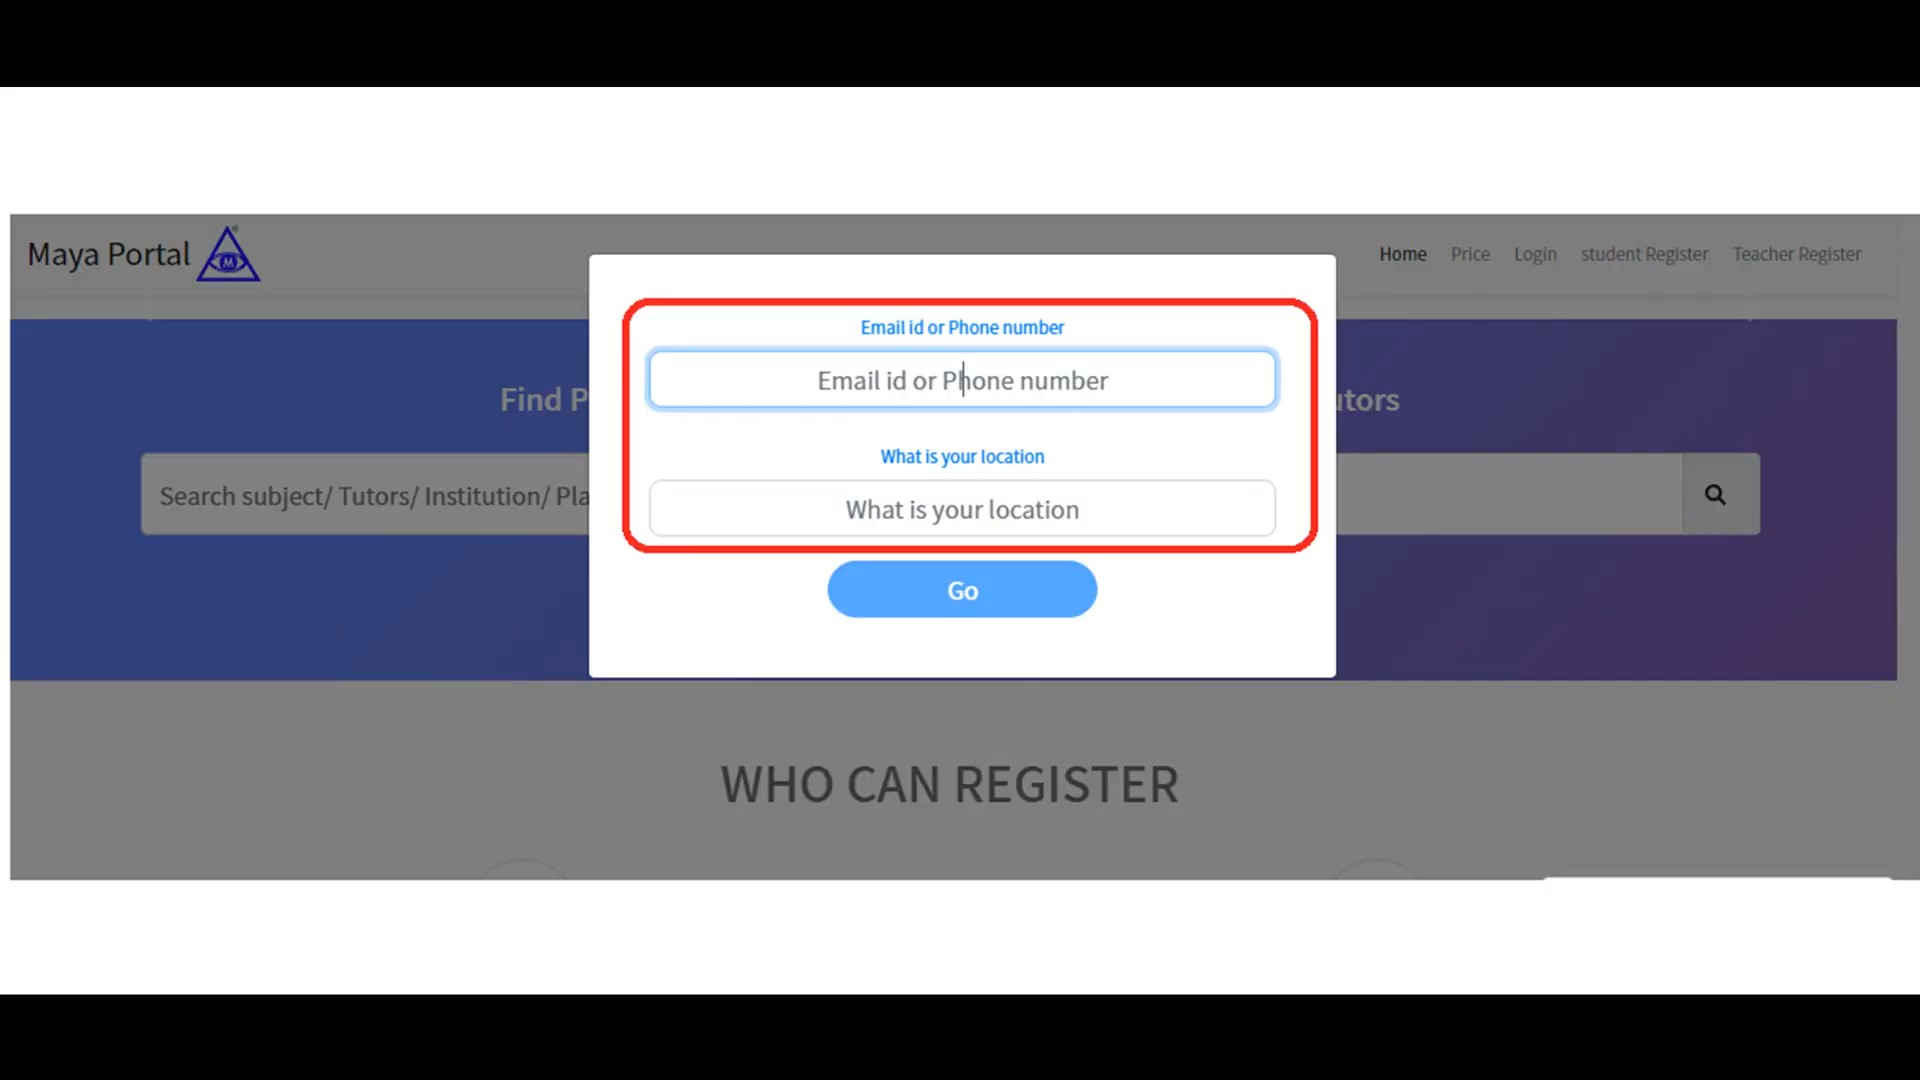 Maya Portal
M
Home Price Login student Register Teacher Register
Email id or Phone number
Email id or Phone number
Find
utors
What is your location
Search subject/ Tutors/ Institution/
What is your location
Go
WHO CAN REGISTER